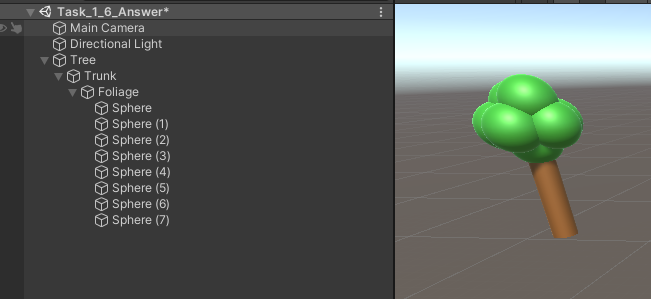 Task_1_6_Answer*
Main Camera
Directional Light
Tree
Trunk
Foliage
Sphere
Sphere (1)
Sphere (2)
Sphere (3)
Sphere (4)
Sphere (5)
Sphere (6)
Sphere (7)